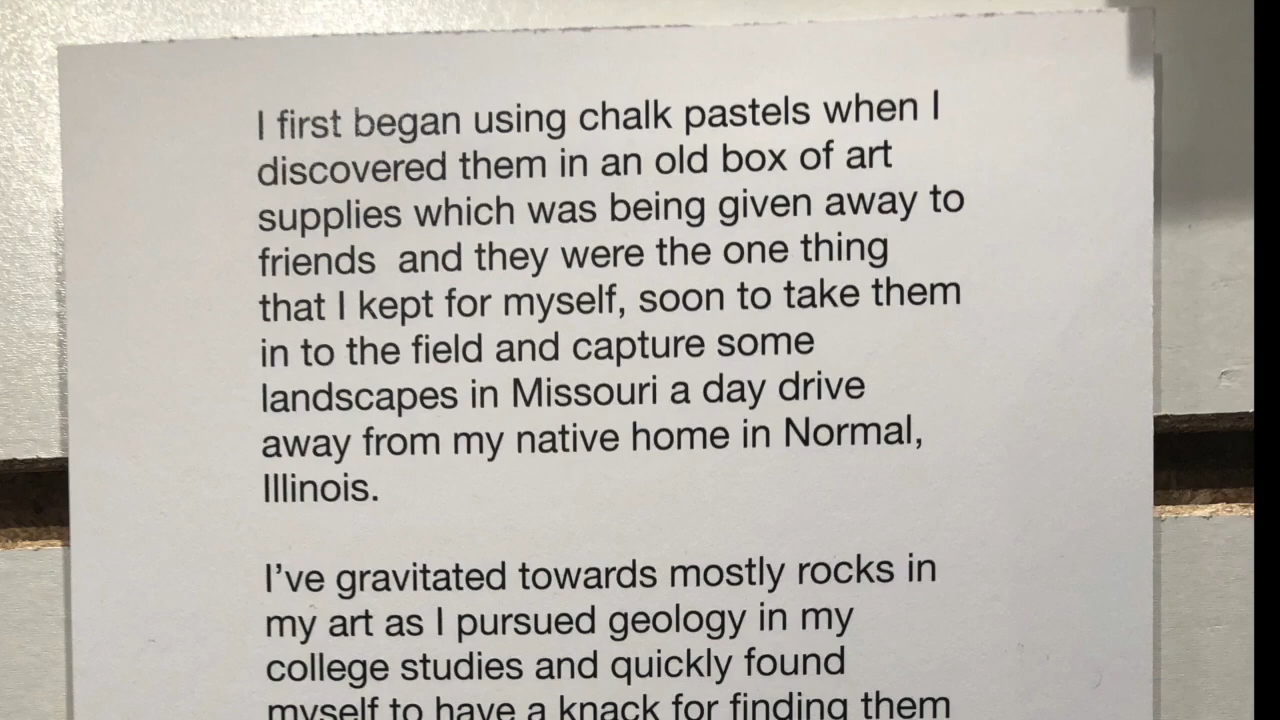 I first began using chalk pastels when I
discovered them in an old box of art
supplies which was being given away to
friends  and they were the one thing
that I kept for myself, soon to take them
in to the field and capture some
landscapes in Missouri a day drive
away from my native home in Normal,
Illinois.
I've gravitated towards mostly rocks in
my art as I pursued geology in my
college studies and quickly found
myself to have a knack for finding them